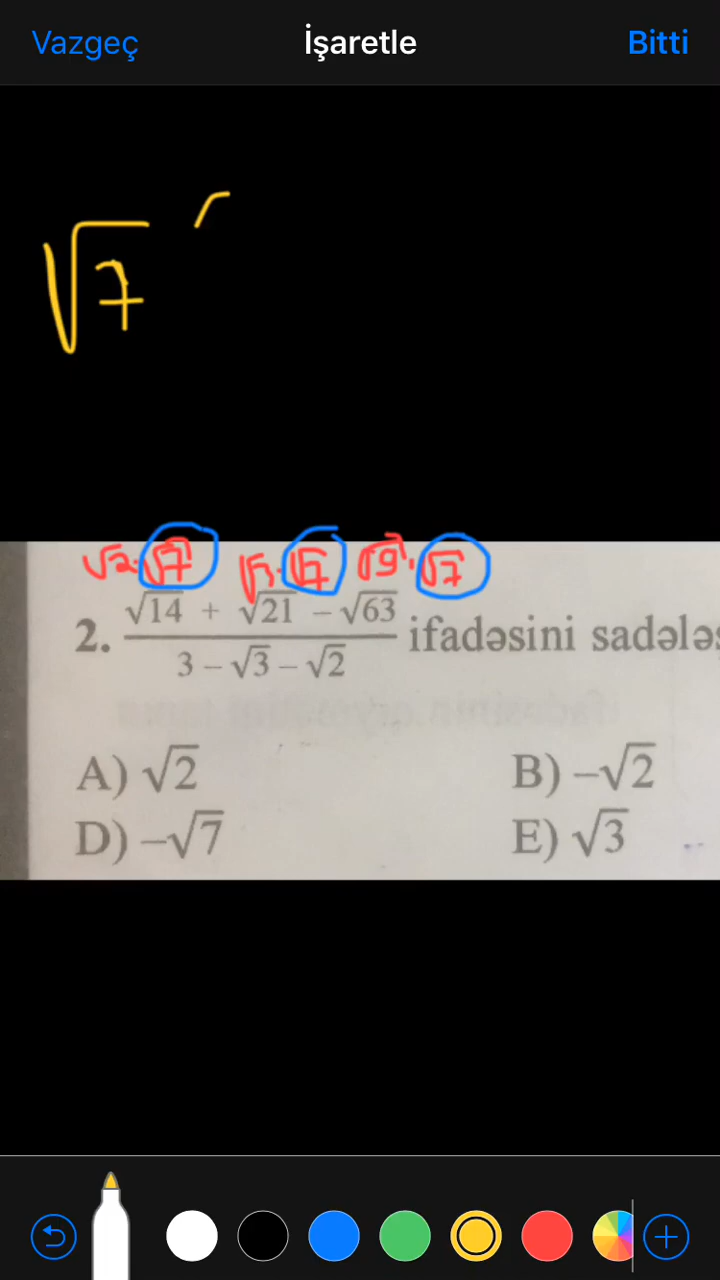 Vazgeç İşaretle Bitti
√7
√2·√7 √3·√7 √9·√7
2. (√14 + √21 − √63)/(3 − √3 − √2) ifadəsini sadələş
A) √2 B) −√2
D) −√7 E) √3